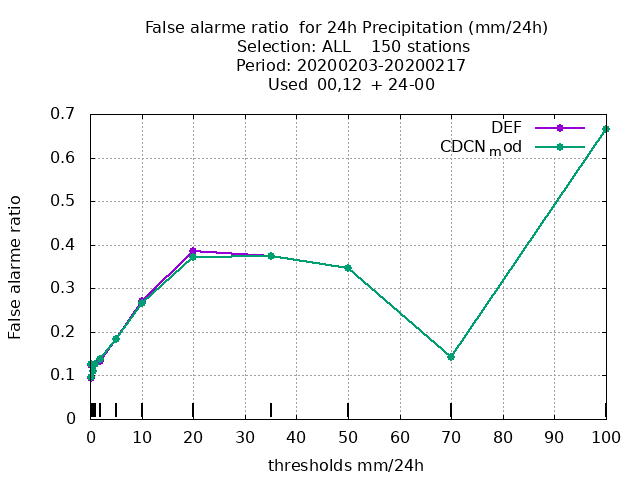 False alarme ratio  for 24h Precipitation (mm/24h)
Selection: ALL    150 stations
Period: 20200203-20200217
Used  00,12  + 24-00
DEF
CDCN mod
False alarme ratio
0.7
0.6
0.5
0.4
0.3
0.2
0.1
0
0 10 20 30 40 50 60 70 80 90 100
thresholds mm/24h